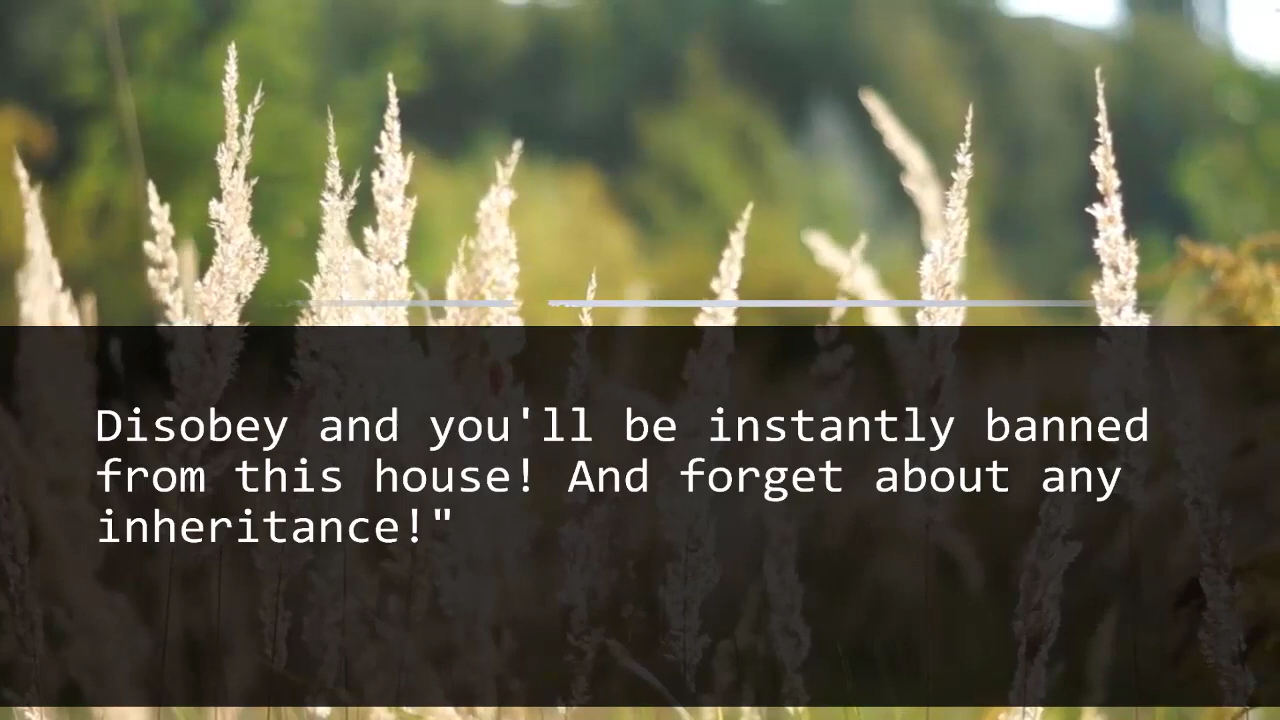 Disobey and you'll be instantly banned
from this house! And forget about any
inheritance!"